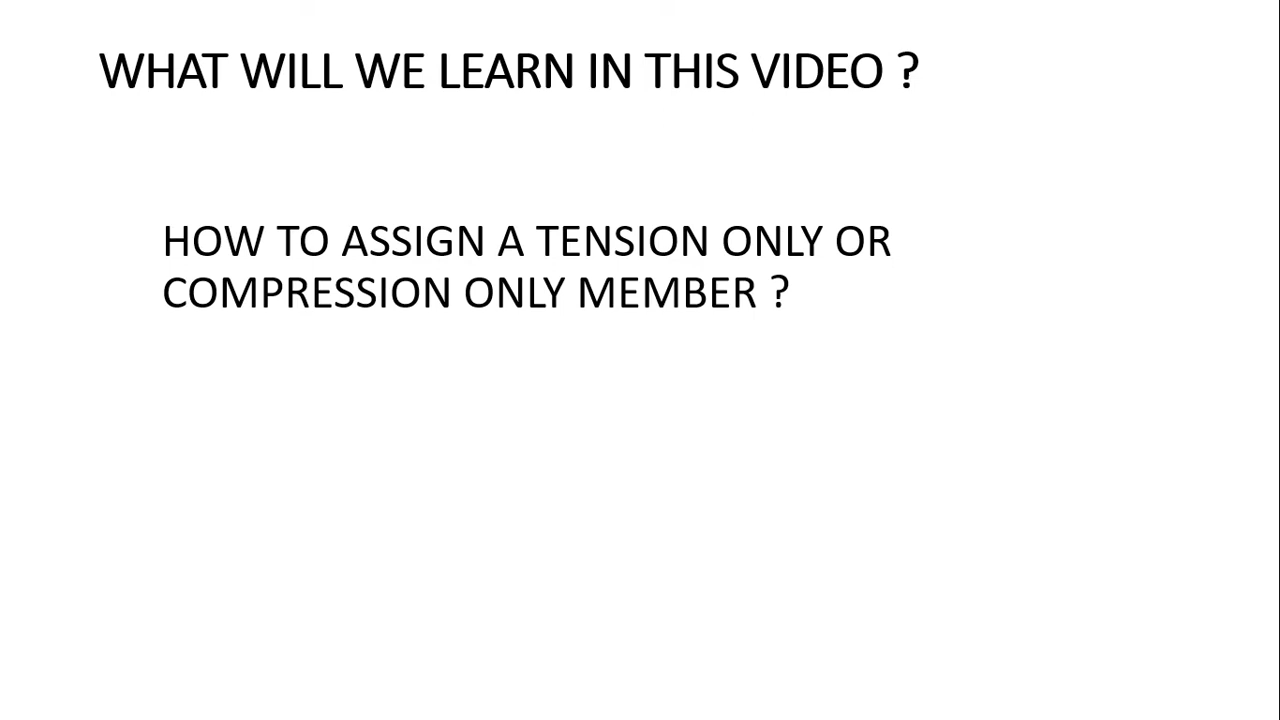 WHAT WILL WE LEARN IN THIS VIDEO ?
HOW TO ASSIGN A TENSION ONLY OR
COMPRESSION ONLY MEMBER ?